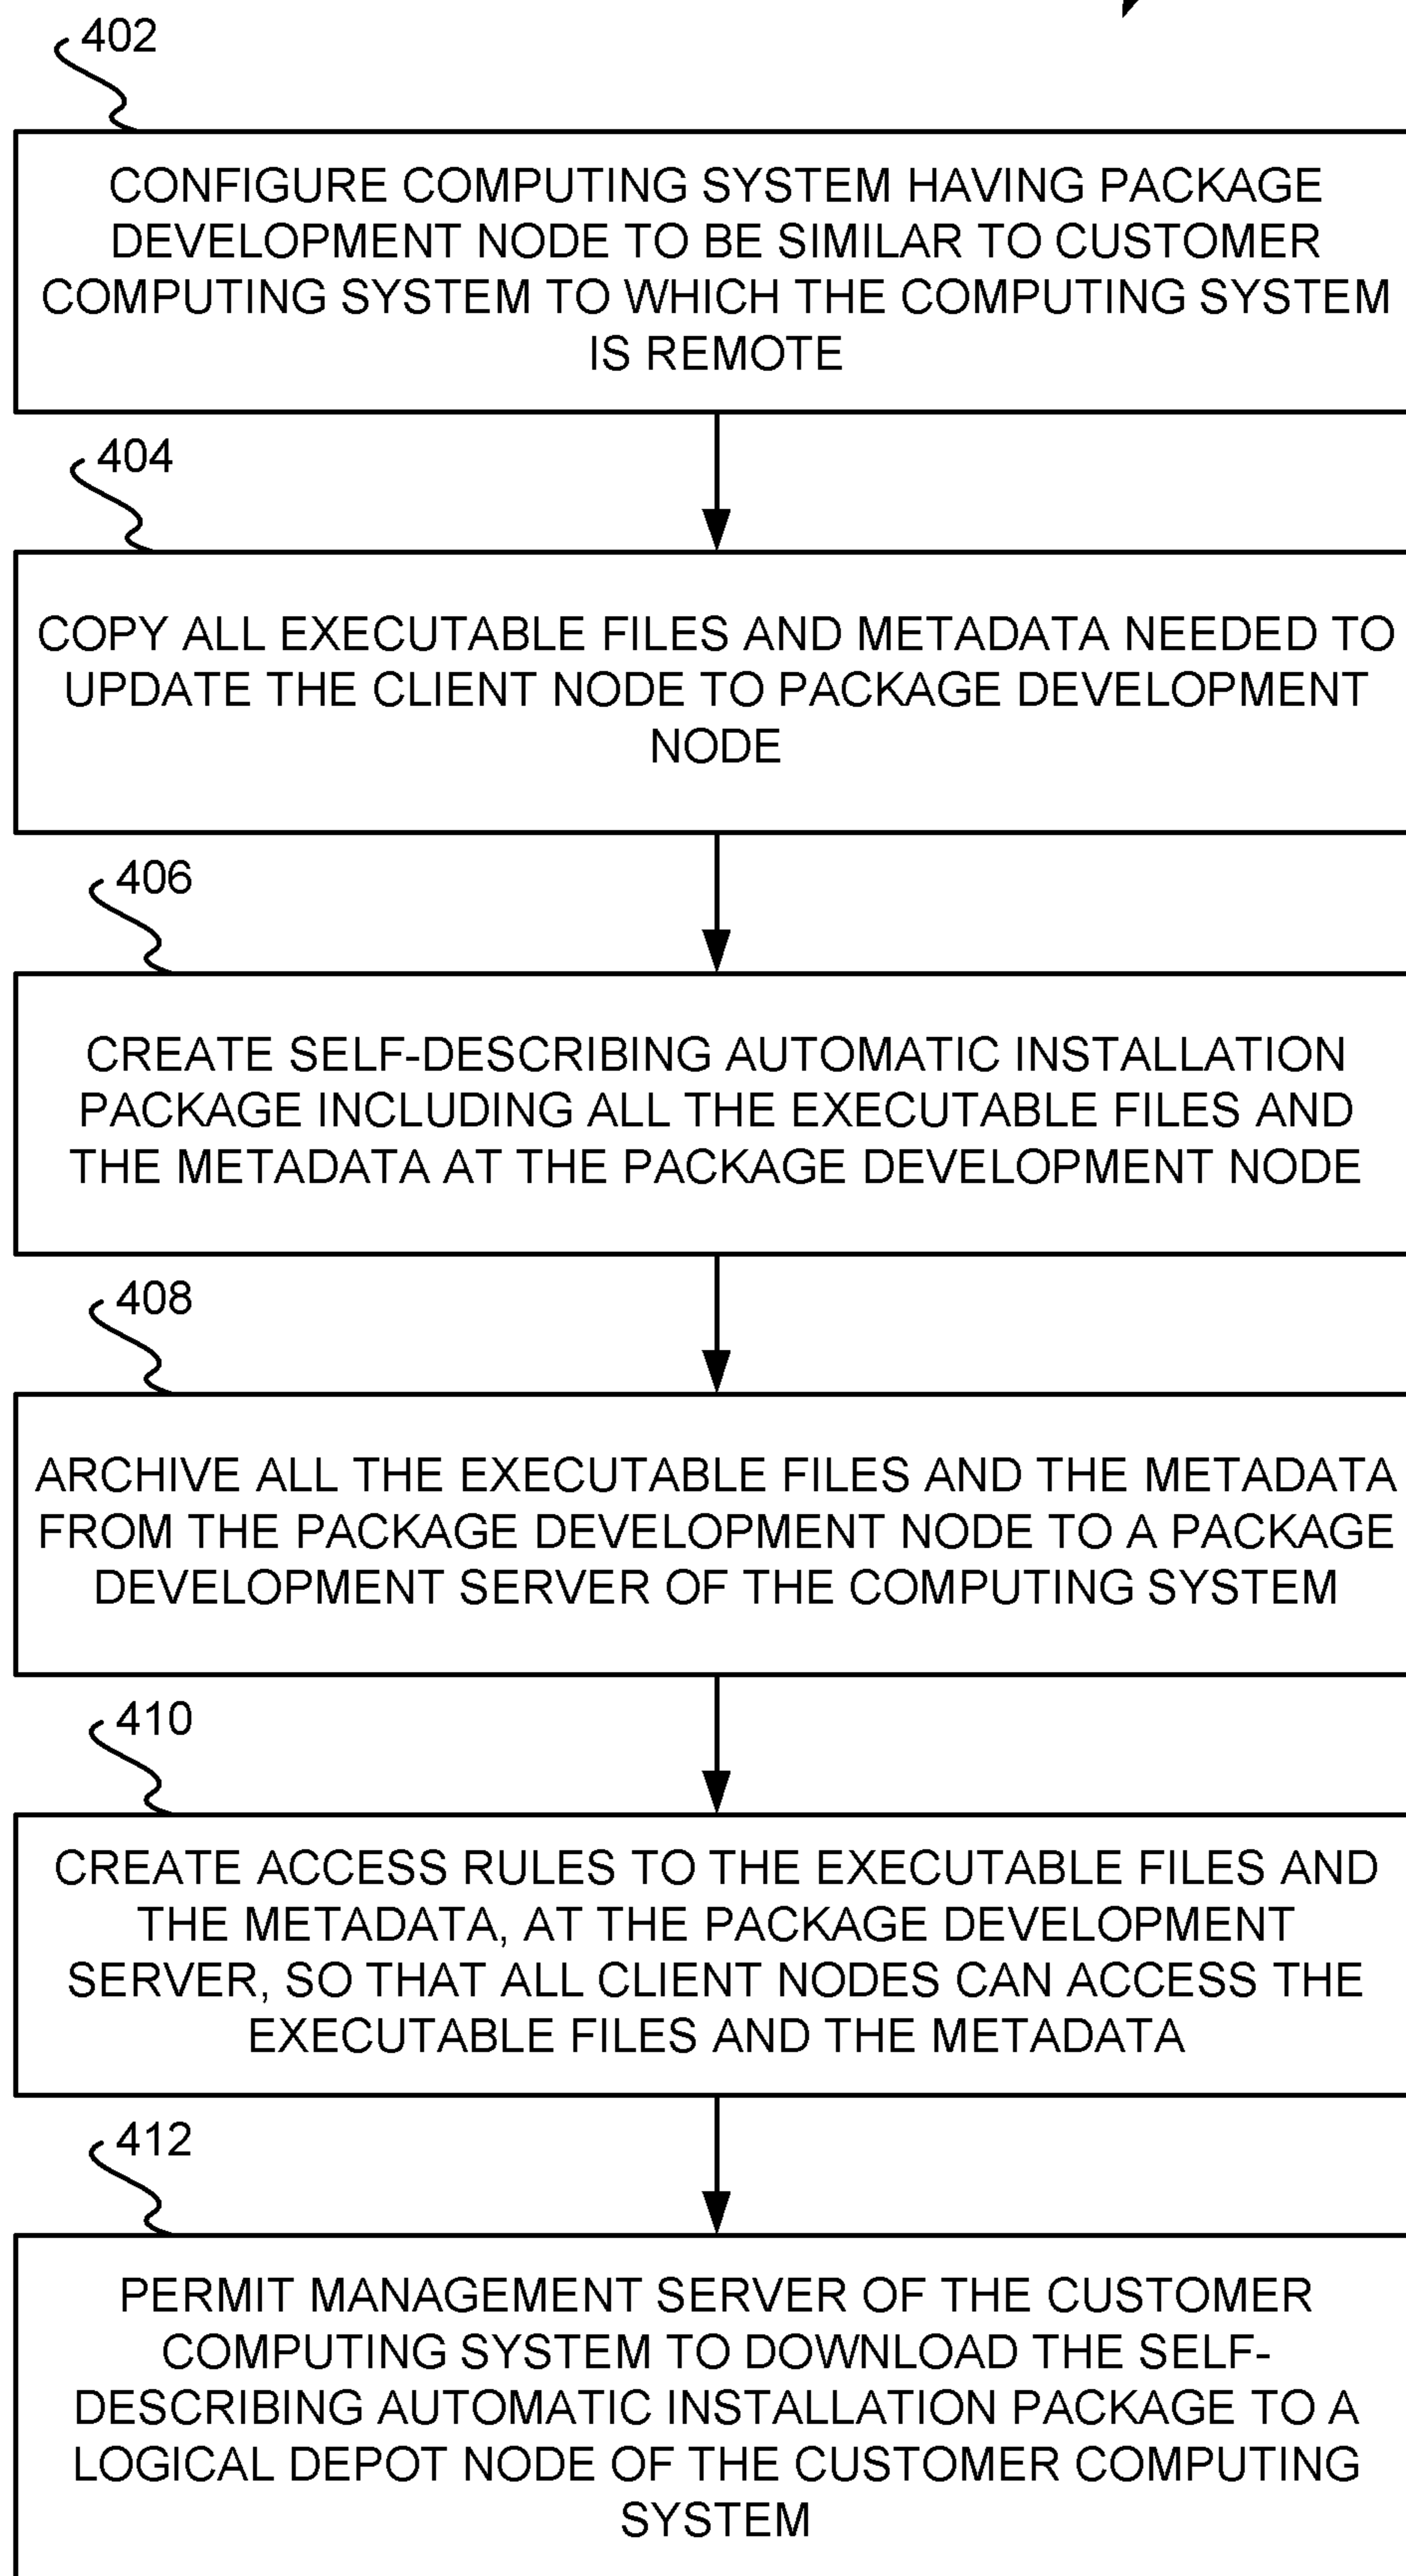 402
CONFIGURE COMPUTING SYSTEM HAVING PACKAGE
DEVELOPMENT NODE TO BE SIMILAR TO CUSTOMER
COMPUTING SYSTEM TO WHICH THE COMPUTING SYSTEM
IS REMOTE
404
COPY ALL EXECUTABLE FILES AND METADATA NEEDED TO
UPDATE THE CLIENT NODE TO PACKAGE DEVELOPMENT
NODE
406
CREATE SELF-DESCRIBING AUTOMATIC INSTALLATION
PACKAGE INCLUDING ALL THE EXECUTABLE FILES AND
THE METADATA AT THE PACKAGE DEVELOPMENT NODE
408
ARCHIVE ALL THE EXECUTABLE FILES AND THE METADATA
FROM THE PACKAGE DEVELOPMENT NODE TO A PACKAGE
DEVELOPMENT SERVER OF THE COMPUTING SYSTEM
410
CREATE ACCESS RULES TO THE EXECUTABLE FILES AND
THE METADATA, AT THE PACKAGE DEVELOPMENT
SERVER, SO THAT ALL CLIENT NODES CAN ACCESS THE
EXECUTABLE FILES AND THE METADATA
412
PERMIT MANAGEMENT SERVER OF THE CUSTOMER
COMPUTING SYSTEM TO DOWNLOAD THE SELF-
DESCRIBING AUTOMATIC INSTALLATION PACKAGE TO A
LOGICAL DEPOT NODE OF THE CUSTOMER COMPUTING
SYSTEM